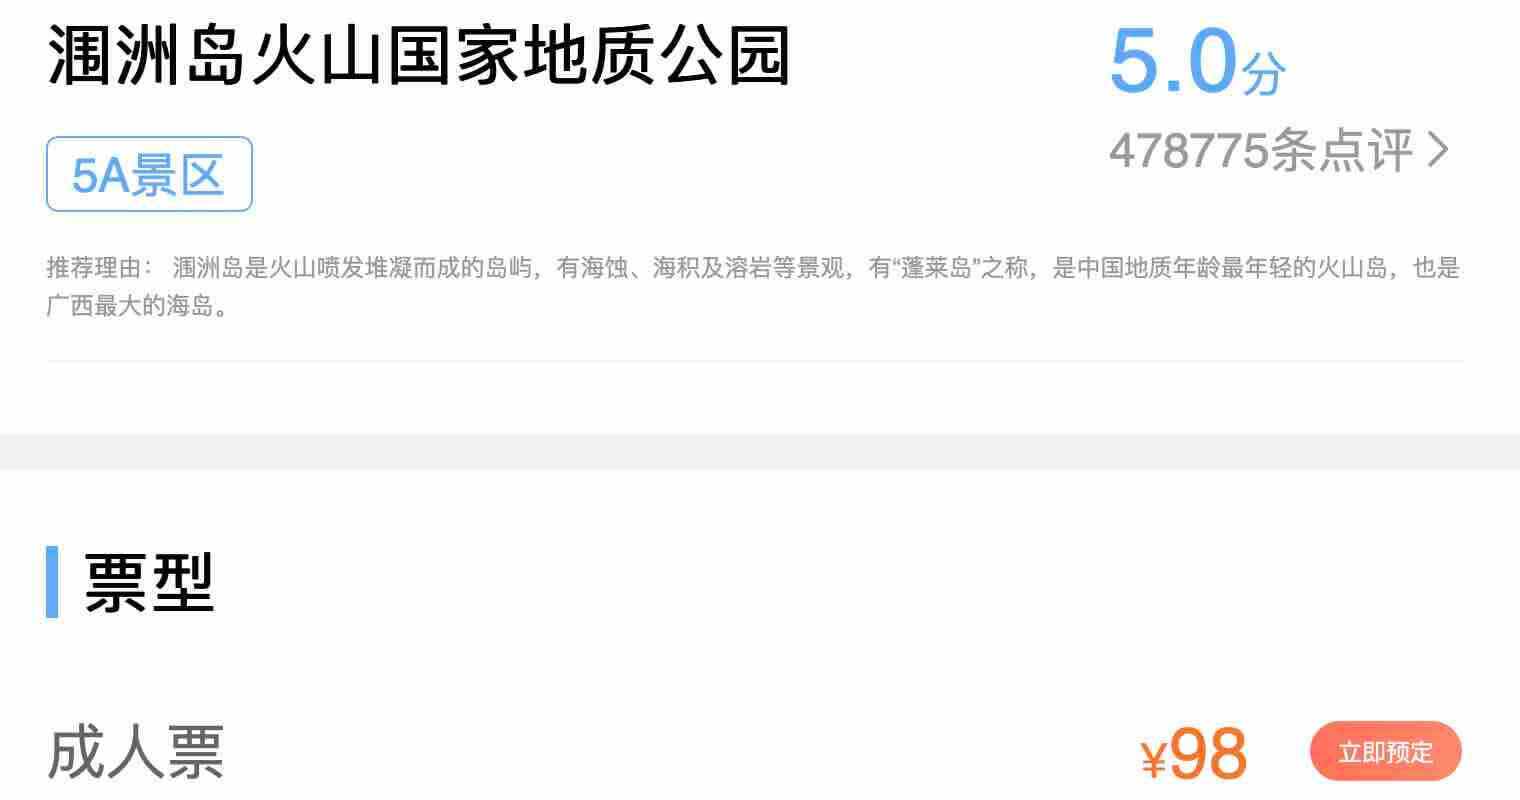 涠洲岛火山国家地质公园
5.0分
478775条点评
5A景区
推荐理由： 涠洲岛是火山喷发堆凝而成的岛屿，有海蚀、海积及溶岩等景观，有“蓬莱岛”之称，是中国地质年龄最年轻的火山岛，也是
广西最大的海岛。
票型
成人票
¥98
立即预定